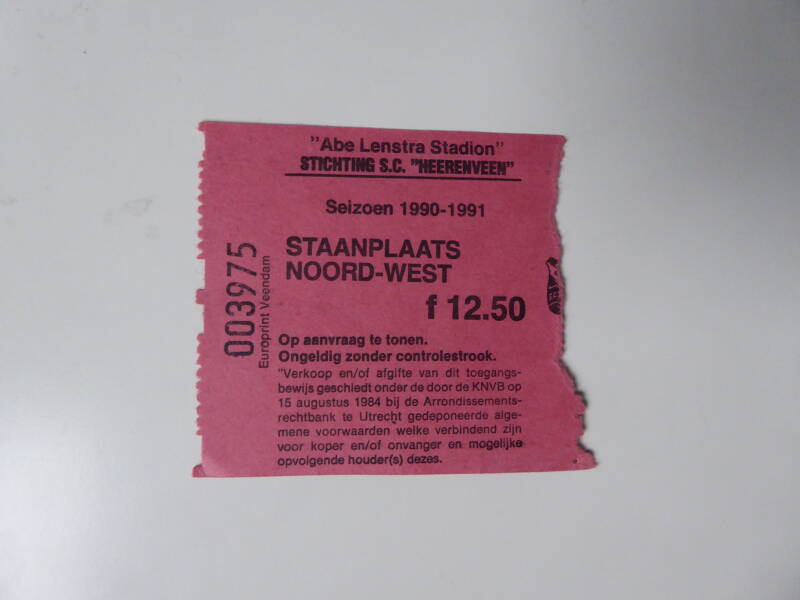 "Abe Lenstra Stadion"
STICHTING S.C. "HEERENVEEN"
Seizoen 1990-1991
STAANPLAATS
NOORD-WEST
f 12.50
Op aanvraag te tonen.
Ongeldig zonder controlestrook.
"Verkoop en/of afgifte van dit toegangs-
bewijs geschiedt onder de door de KNVB op
15 augustus 1984 bij de Arrondissements-
rechtbank te Utrecht gedeponeerde alge-
mene voorwaarden welke verbindend zijn
voor koper en/of onvanger en mogelijke
opvolgende houder(s) dezes.
003975
Europrint Veendam